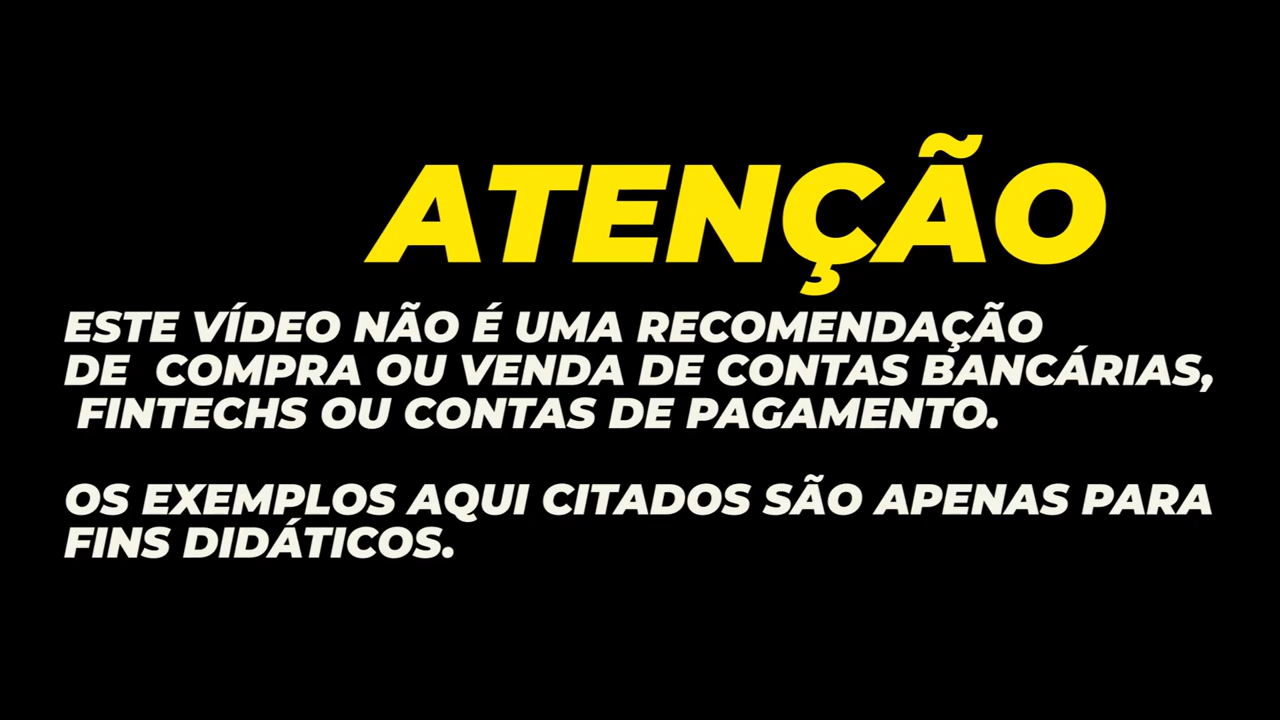 ATENÇÃO
ESTE VÍDEO NÃO É UMA RECOMENDAÇÃO
DE COMPRA OU VENDA DE CONTAS BANCÁRIAS,
FINTECHS OU CONTAS DE PAGAMENTO.
OS EXEMPLOS AQUI CITADOS SÃO APENAS PARA
FINS DIDÁTICOS.